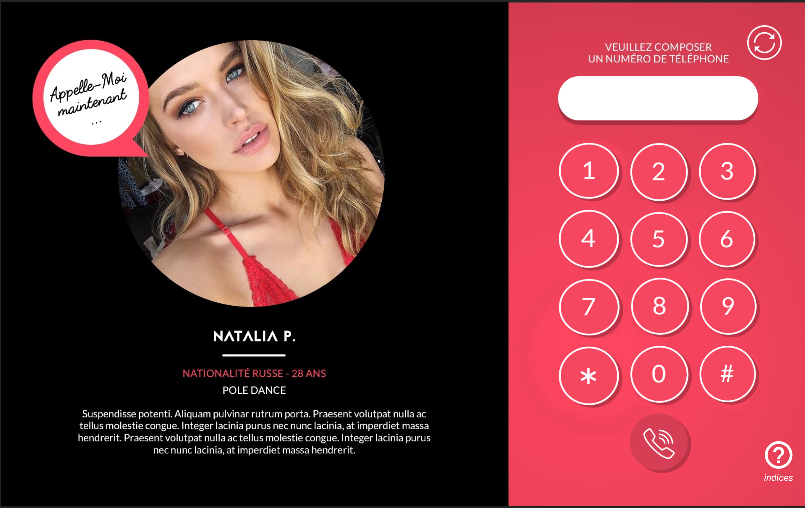 Appelle-Moi
maintenant
...
NATALIA P.
NATIONALITÉ RUSSE - 28 ANS
POLE DANCE
Suspendisse potenti. Aliquam pulvinar rutrum porta. Praesent volutpat nulla ac
tellus molestie congue. Integer lacinia purus nec nunc lacinia, at imperdiet massa
hendrerit. Praesent volutpat nulla ac tellus molestie congue. Integer lacinia purus
nec nunc lacinia, at imperdiet massa hendrerit.
VEUILLEZ COMPOSER
UN NUMÉRO DE TÉLÉPHONE
1 2 3
4 5 6
7 8 9
* 0 #
?
indices